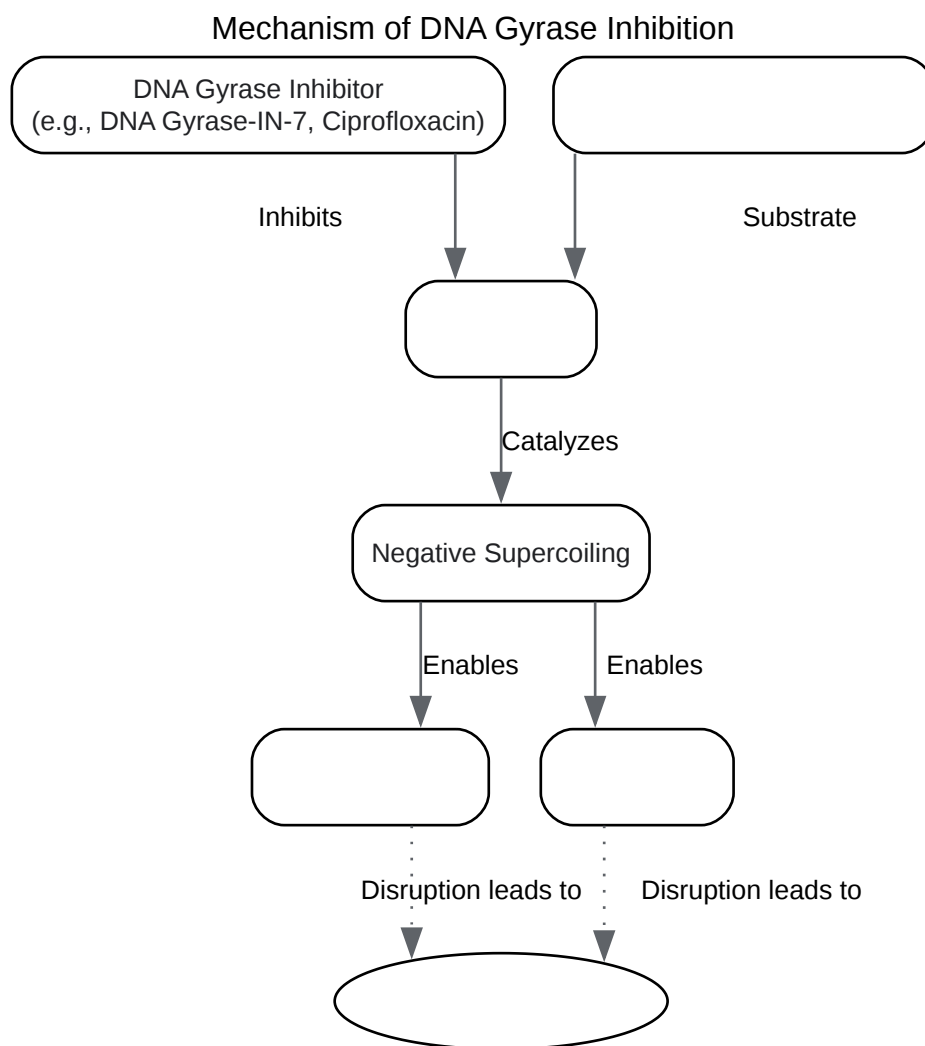 Mechanism of DNA Gyrase Inhibition
DNA Gyrase Inhibitor
(e.g., DNA Gyrase-IN-7, Ciprofloxacin)
Inhibits
Substrate
Catalyzes
Negative Supercoiling
Enables
Enables
Disruption leads to
Disruption leads to